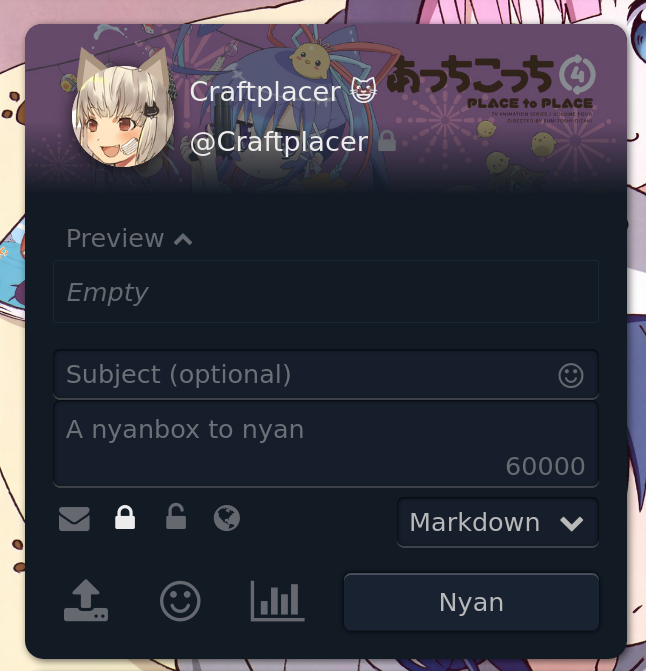 Craftplacer 😺
@Craftplacer
あっちこっち 4
PLACE to PLACE
Preview
Empty
Subject (optional)
A nyanbox to nyan
60000
Markdown
Nyan